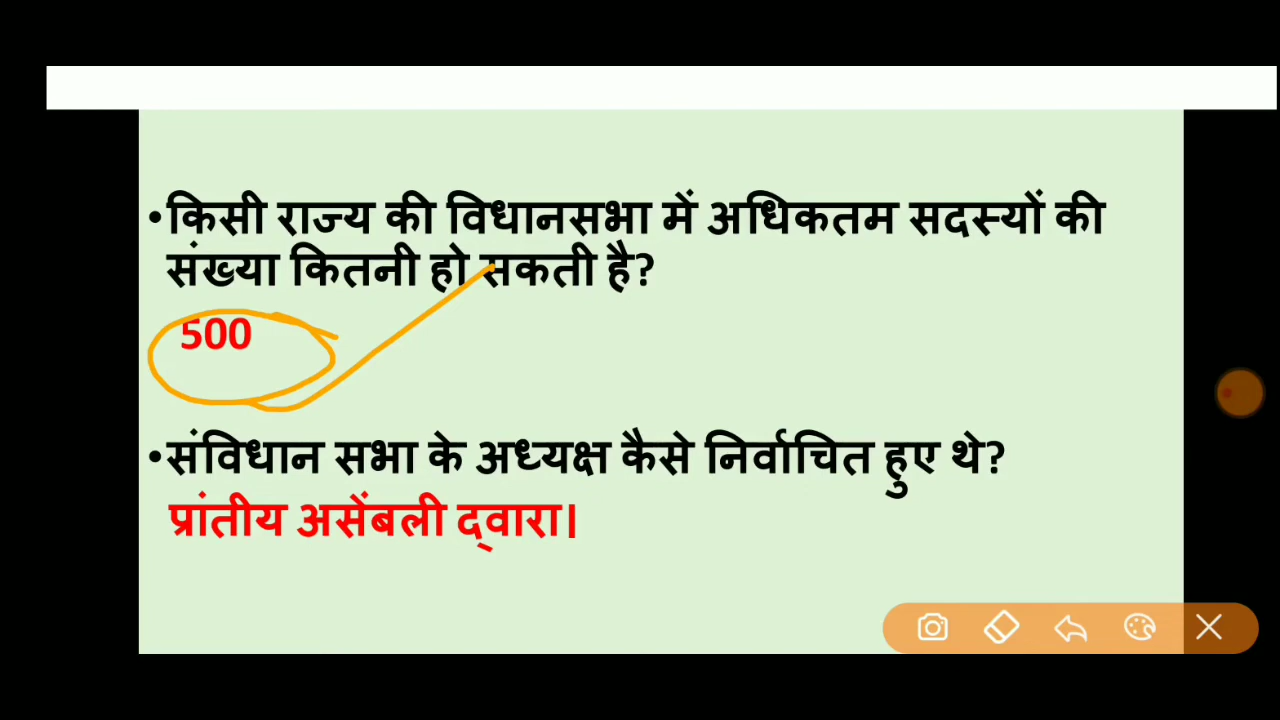 •किसी राज्य की विधानसभा में अधिकतम सदस्यों की
संख्या कितनी हो सकती है?
500
•संविधान सभा के अध्यक्ष कैसे निर्वाचित हुए थे?
प्रांतीय असेंबली द्वारा।